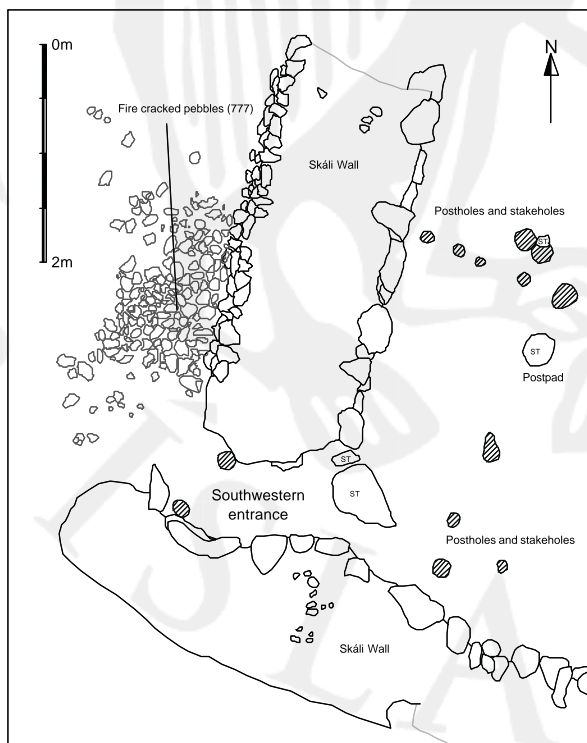 0m
N
Fire cracked pebbles (777)
Skáli Wall
Postholes and stakeholes
ST
2m
ST
Postpad
ST
Southwestern
entrance
ST
Postholes and stakeholes
Skáli Wall
ÍSÍA